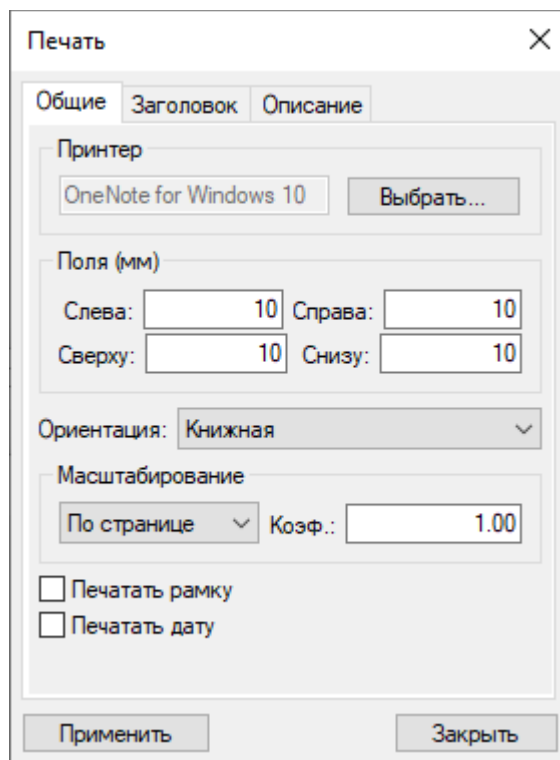 Печать
Общие Заголовок Описание
Принтер
OneNote for Windows 10 Выбрать...
Поля (мм)
Слева: 10 Справа: 10
Сверху: 10 Снизу: 10
Ориентация: Книжная
Масштабирование
По странице Коэф.: 1.00
Печатать рамку
Печатать дату
Применить Закрыть